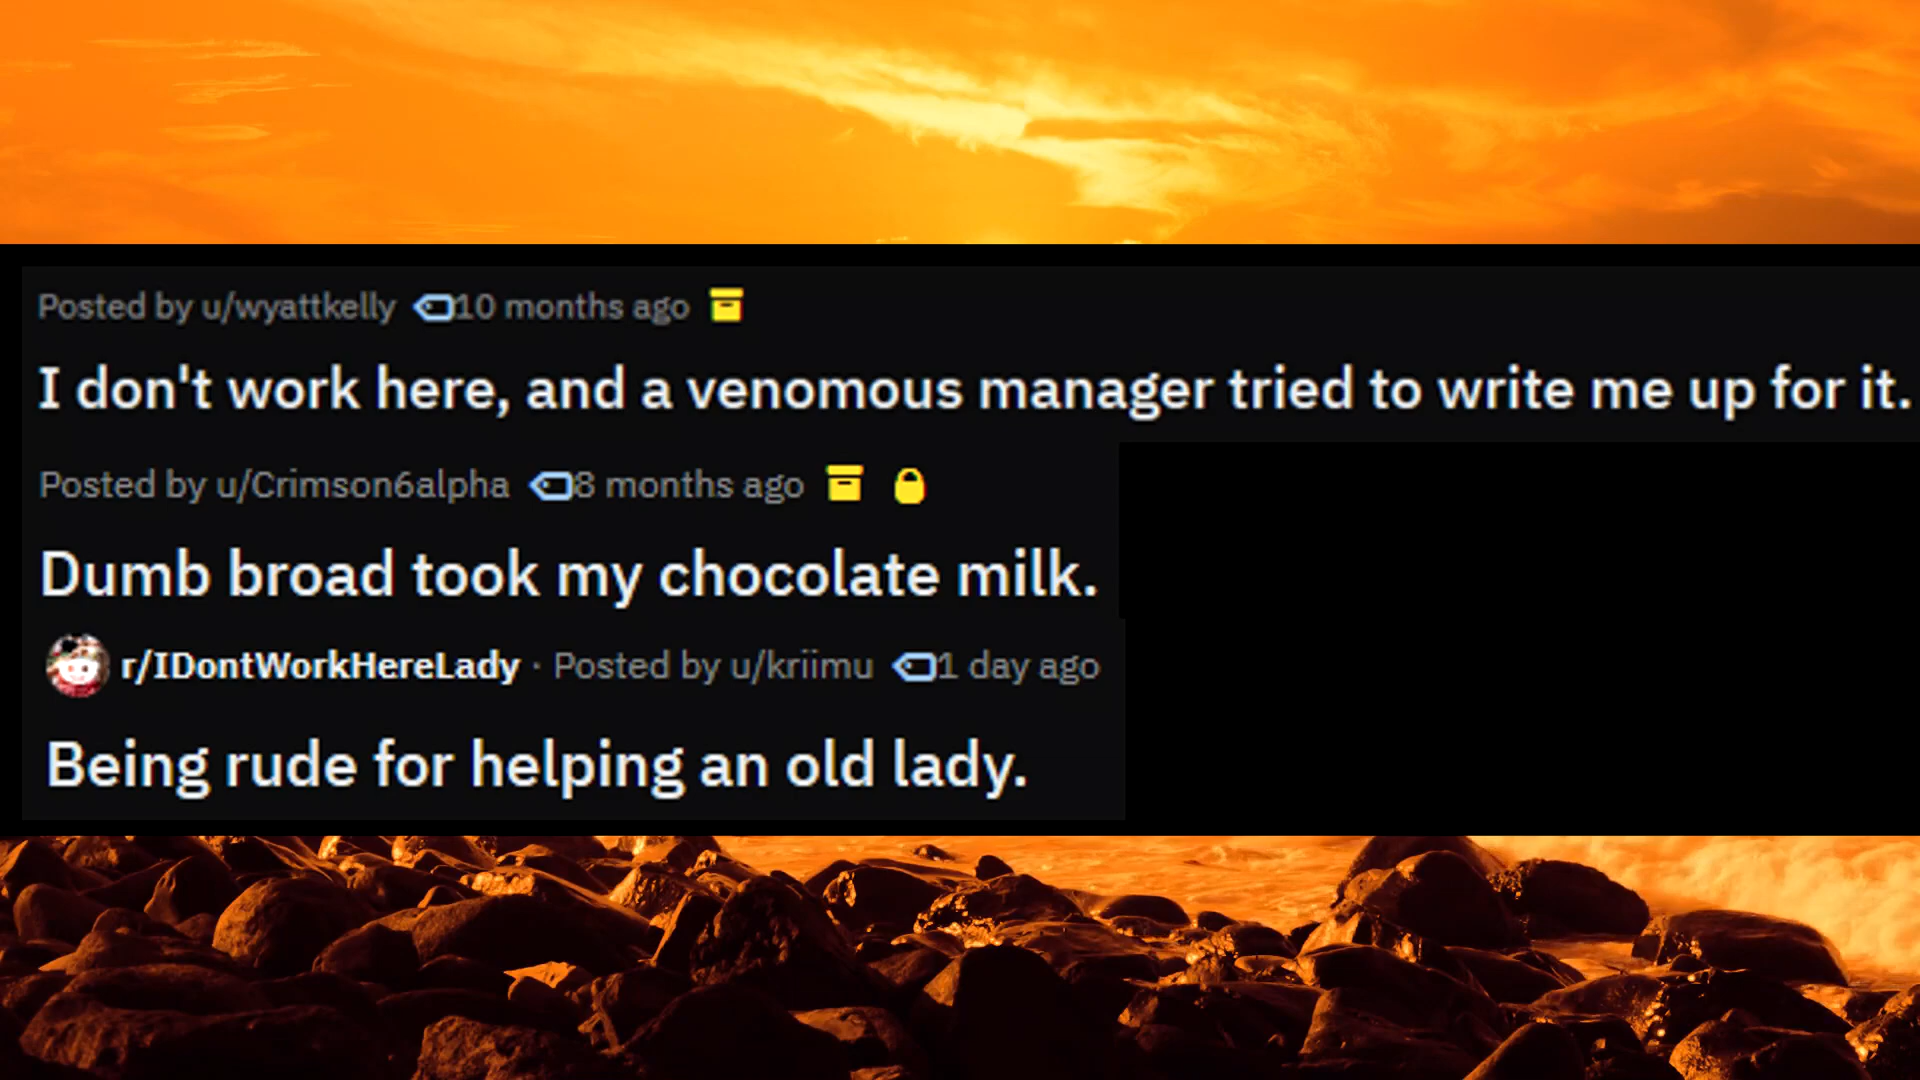 Posted by u/wyattkelly 10 months ago
I don't work here, and a venomous manager tried to write me up for it.
Posted by u/Crimson6alpha 8 months ago
Dumb broad took my chocolate milk.
r/IDontWorkHereLady · Posted by u/kriimu 1 day ago
Being rude for helping an old lady.